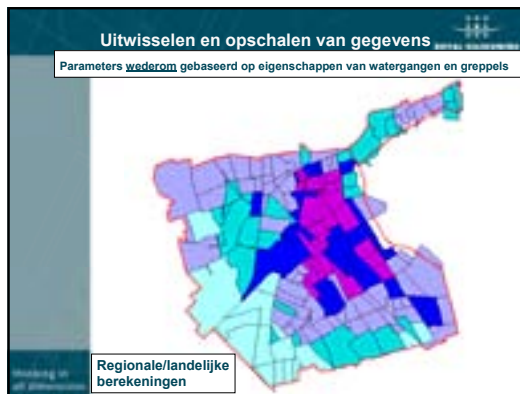 Uitwisselen en opschalen van gegevens
Parameters wederom gebaseerd op eigenschappen van watergangen en greppels
Regionale/landelijke
berekeningen